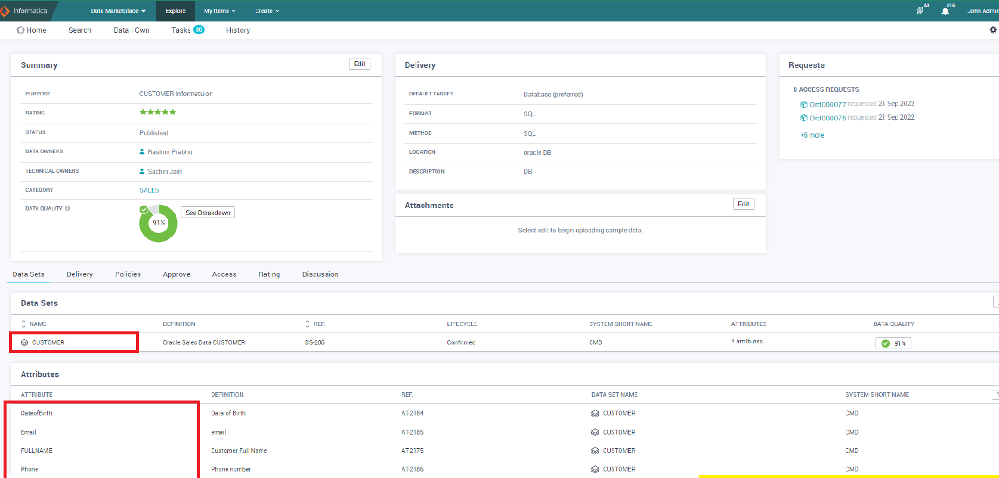 Informatica
Data Marketplace
Explore
My Items
Create
All
816
John Admin
Home
Search
Data I Own
Tasks 30
History
Summary
Edit
PURPOSE CUSTOMER Informatuion
RATING
STATUS Published
DATA OWNERS Rashmi Prabhu
TECHNICAL OWNERS Sachin Jain
CATEGORY SALES
DATA QUALITY
91%
See Breakdown
Delivery
DEFAULT TARGET Database (preferred)
FORMAT SQL
METHOD SQL
LOCATION oracle DB
DESCRIPTION DB
Attachments
Edit
Select edit to begin uploading sample data.
Requests
8 ACCESS REQUESTS
Ord000077 requested 21 Sep 2022
Ord000076 requested 21 Sep 2022
+6 more
Data Sets Delivery Policies Approve Access Rating Discussion
Data Sets
NAME DEFINITION REF. LIFECYCLE SYSTEM SHORT NAME ATTRIBUTES DATA QUALITY
CUSTOMER Oracle Sales Data CUSTOMER DS-286 Confirmed CMD 4 attributes 91%
Attributes
ATTRIBUTE DEFINITION REF. DATA SET NAME SYSTEM SHORT NAME
DateofBirth Data of Birth AT-2184 CUSTOMER CMD
Email email AT-2185 CUSTOMER CMD
FULLNAME Customer Full Name AT-2175 CUSTOMER CMD
Phone Phone number AT-2186 CUSTOMER CMD